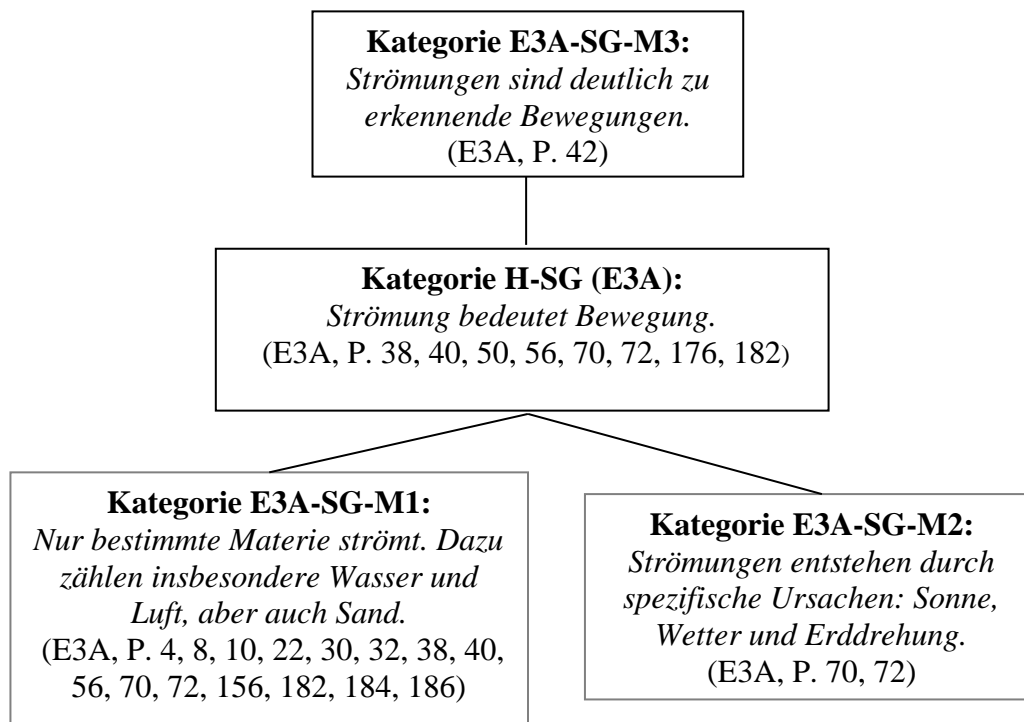 Kategorie E3A-SG-M3:
Strömungen sind deutlich zu
erkennende Bewegungen.
(E3A, P. 42)
Kategorie H-SG (E3A):
Strömung bedeutet Bewegung.
(E3A, P. 38, 40, 50, 56, 70, 72, 176, 182)
Kategorie E3A-SG-M1:
Nur bestimmte Materie strömt. Dazu
zählen insbesondere Wasser und
Luft, aber auch Sand.
(E3A, P. 4, 8, 10, 22, 30, 32, 38, 40,
56, 70, 72, 156, 182, 184, 186)
Kategorie E3A-SG-M2:
Strömungen entstehen durch
spezifische Ursachen: Sonne,
Wetter und Erddrehung.
(E3A, P. 70, 72)